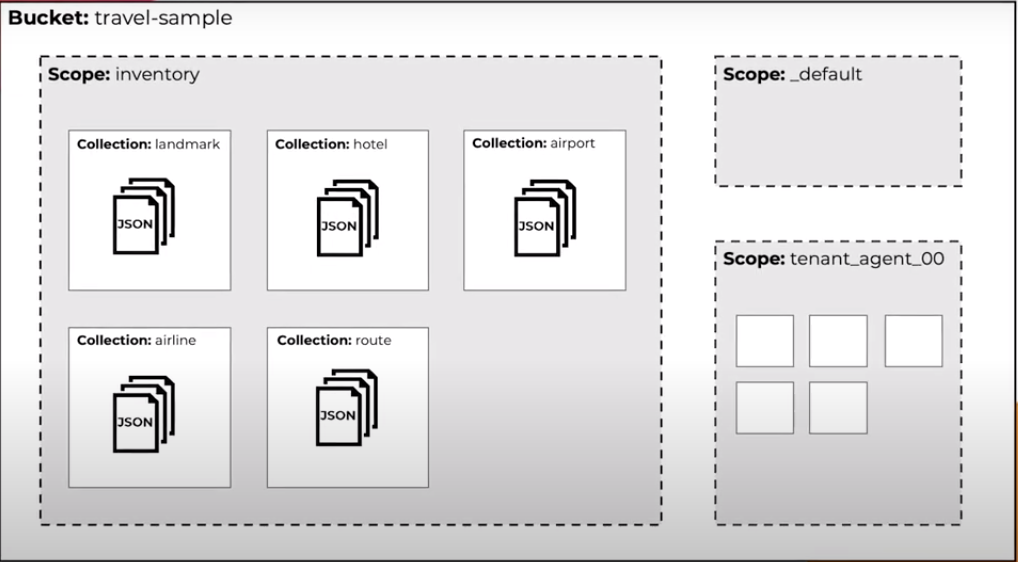 Bucket: travel-sample
Scope: inventory
Collection: landmark
JSON
Collection: hotel
JSON
Collection: airport
JSON
Collection: airline
JSON
Collection: route
JSON
Scope: _default
Scope: tenant_agent_00